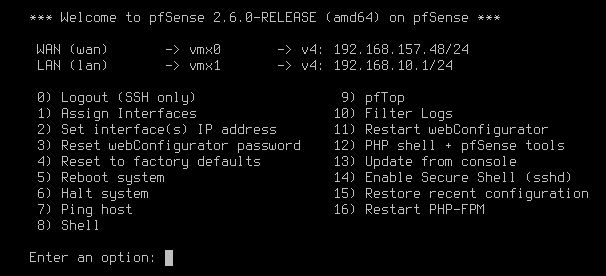 *** Welcome to pfSense 2.6.0-RELEASE (amd64) on pfSense ***
WAN (wan) -> vmx0 -> v4: 192.168.157.48/24
LAN (lan) -> vmx1 -> v4: 192.168.10.1/24
0) Logout (SSH only) 9) pfTop
1) Assign Interfaces 10) Filter Logs
2) Set interface(s) IP address 11) Restart webConfigurator
3) Reset webConfigurator password 12) PHP shell + pfSense tools
4) Reset to factory defaults 13) Update from console
5) Reboot system 14) Enable Secure Shell (sshd)
6) Halt system 15) Restore recent configuration
7) Ping host 16) Restart PHP-FPM
8) Shell
Enter an option: